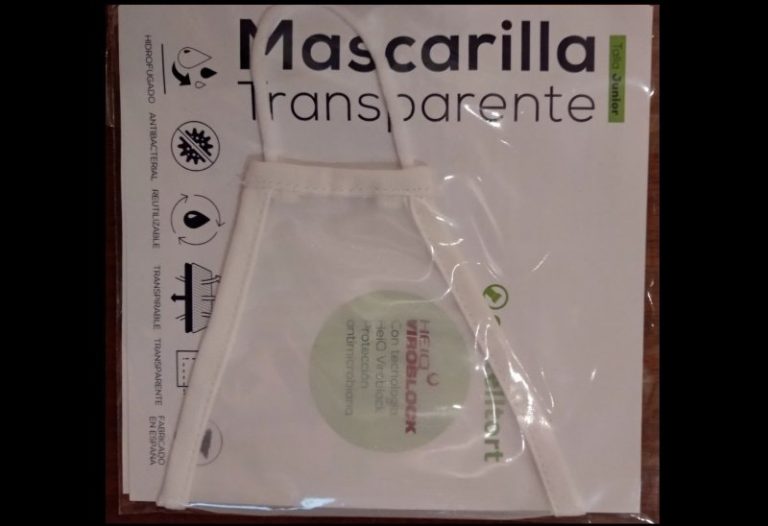 Mascarilla
Transparente
Talla Junior
HIDROFUGADO
ANTIBACTERIAL
REUTILIZABLE
TRANSPIRABLE
TRANSPARENTE
FABRICADO
EN ESPAÑA
HeiQ
VIROBLOCK
Con tecnología
HeiQ Viroblock
Protección
antimicrobiana